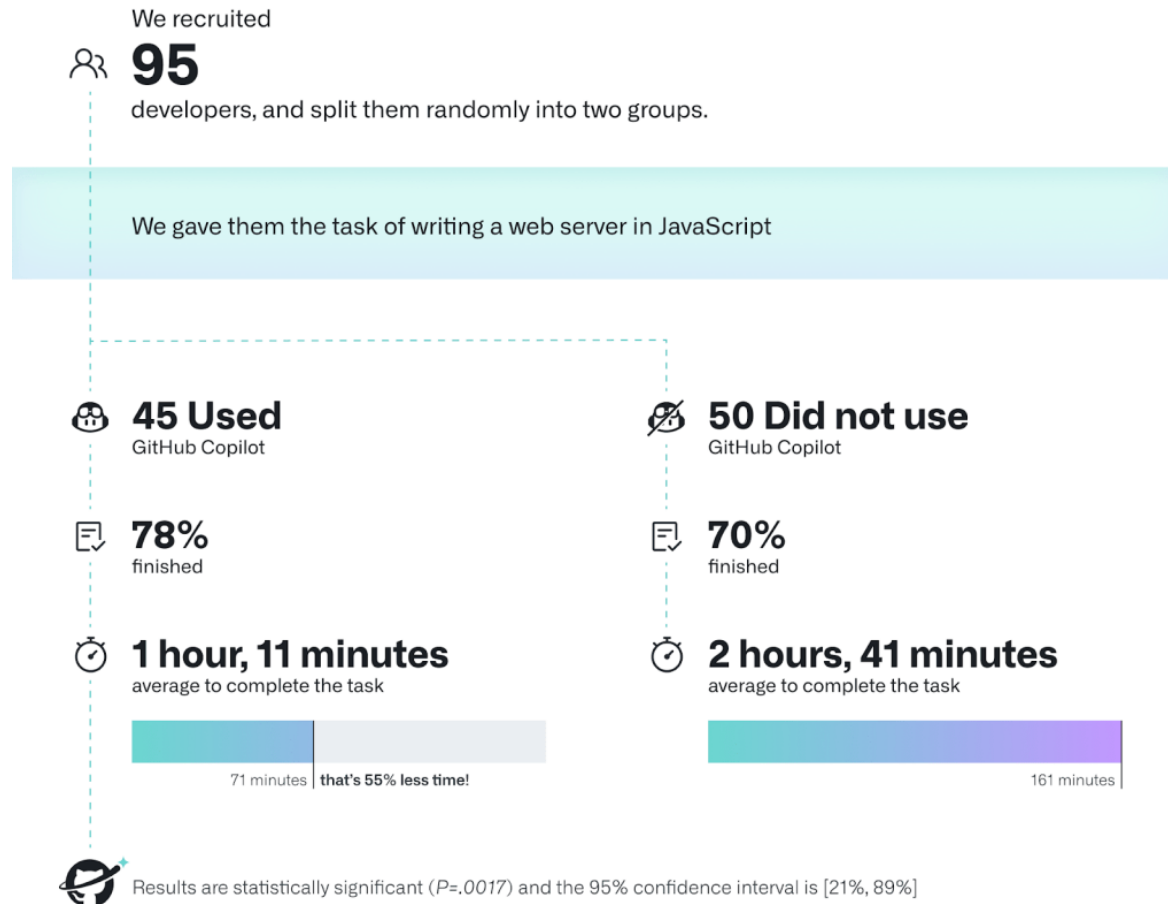 We recruited
95
developers, and split them randomly into two groups.
We gave them the task of writing a web server in JavaScript
45 Used
GitHub Copilot
78%
finished
1 hour, 11 minutes
average to complete the task
71 minutes
that's 55% less time!
50 Did not use
GitHub Copilot
70%
finished
2 hours, 41 minutes
average to complete the task
161 minutes
Results are statistically significant (P=.0017) and the 95% confidence interval is [21%, 89%]